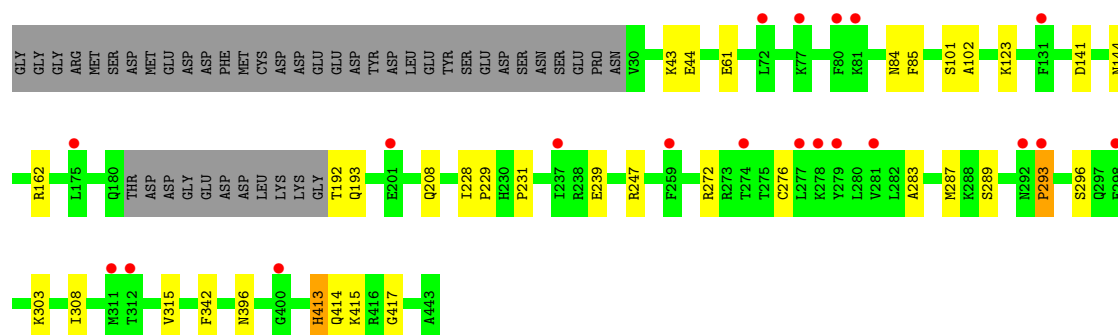 GLY GLY GLY ARG MET SER ASP ASP MET GLU ASP ASP PHE MET CYS ASP ASP GLU GLU ASP TYR ASP LEU GLU TYR SER GLU ASP SER ASN SER GLU PRO ASN V30 K43 E44 E61 L72 K77 F80 K81 N84 F85 S101 A102 K123 F131 D141 N144
R162 L175 Q180 THR ASP ASP GLY GLU ASP ASP LEU LYS LYS GLY T192 Q193 E201 Q208 I228 P229 H230 P231 I237 R238 E239 R247 F259 R272 R273 T274 T275 C276 L277 K278 Y279 L280 V281 L282 A283 M287 K288 S289 N292 P293 S296 Q297 E298
K303 I308 M311 T312 V315 F342 N396 G400 H413 Q414 K415 R416 G417 A443